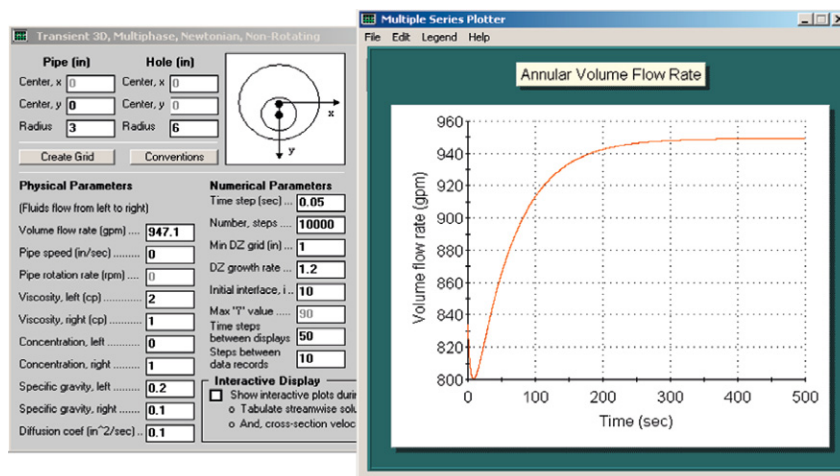 Transient 3D, Multiphase, Newtonian, Non-Rotating
Pipe (in) Hole (in)
Center, x 0 Center, x 0
Center, y 0 Center, y 0
Radius 3 Radius 6
Create Grid Conventions
x
y
Physical Parameters
(Fluids flow from left to right)
Volume flow rate (gpm) .... 947.1
Pipe speed (in/sec) ........... 0
Pipe rotation rate (rpm) .... 0
Viscosity, left (cp) .............. 2
Viscosity, right (cp) ............ 1
Concentration, left ............ 0
Concentration, right .......... 1
Specific gravity, left .......... 0.2
Specific gravity, right ........ 0.1
Diffusion coef (in^2/sec) .. 0.1
Numerical Parameters
Time step (sec) ... 0.05
Number, steps .... 10000
Min DZ grid (in) ... 1
DZ growth rate ... 1.2
Initial interface, i .. 10
Max "i" value ..... 90
Time steps
between displays 50
Steps between
data records 10
Interactive Display
Show interactive plots durin
o Tabulate streamwise solu
o And, cross-section veloc
Multiple Series Plotter
File Edit Legend Help
Annular Volume Flow Rate
Volume flow rate (gpm)
960
940
920
900
880
860
840
820
800
0 100 200 300 400 500
Time (sec)